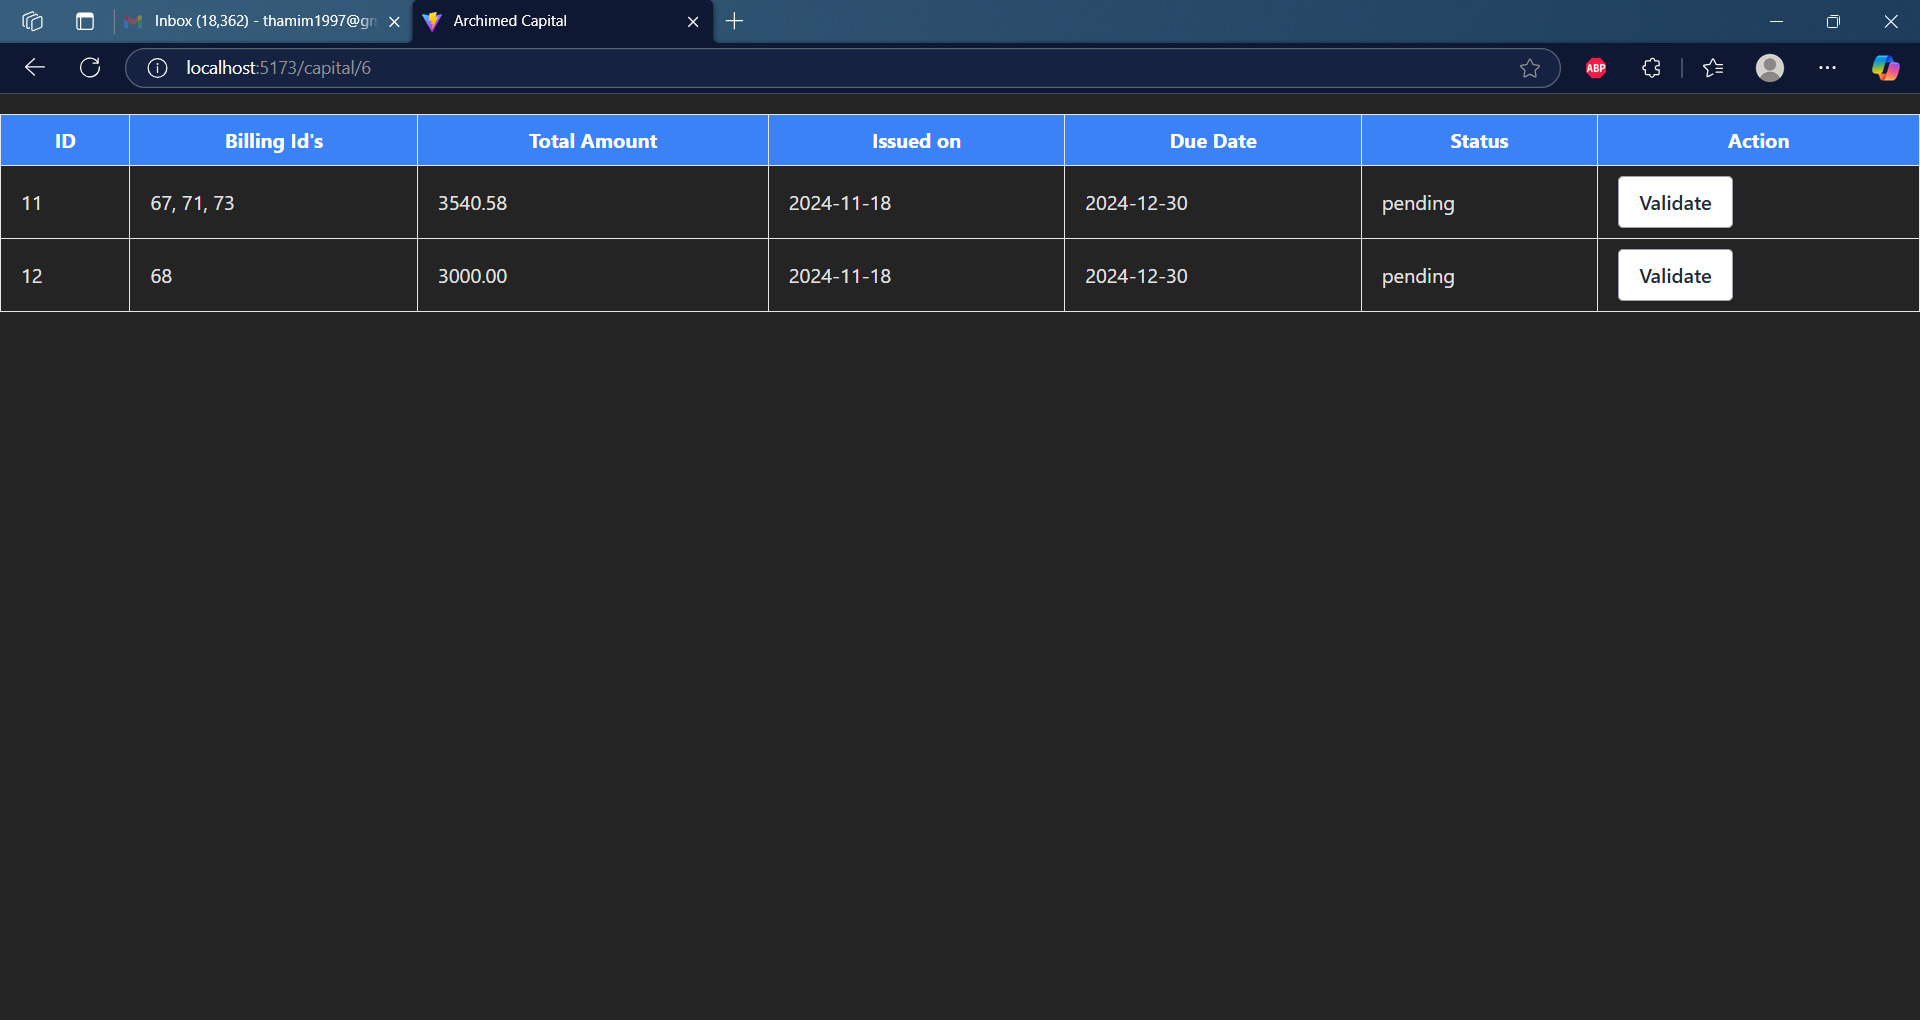 Inbox (18,362) - thamim1997@gm
Archimed Capital
localhost:5173/capital/6
ABP
ID Billing Id's Total Amount Issued on Due Date Status Action
11 67, 71, 73 3540.58 2024-11-18 2024-12-30 pending Validate
12 68 3000.00 2024-11-18 2024-12-30 pending Validate